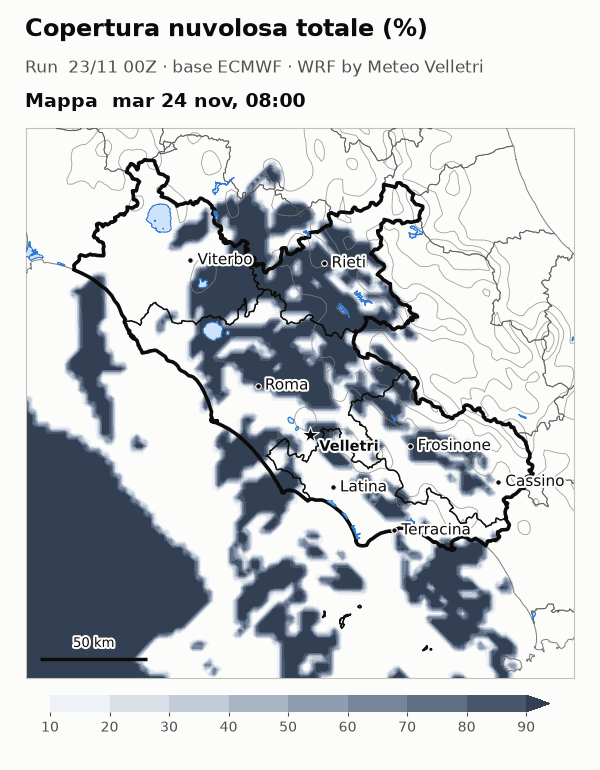 Copertura nuvolosa totale (%)
Run 23/11 00Z · base ECMWF · WRF by Meteo Velletri
Mappa mar 24 nov, 08:00
Viterbo
Rieti
Roma
Velletri
Frosinone
Latina
Cassino
Terracina
50 km
10 20 30 40 50 60 70 80 90